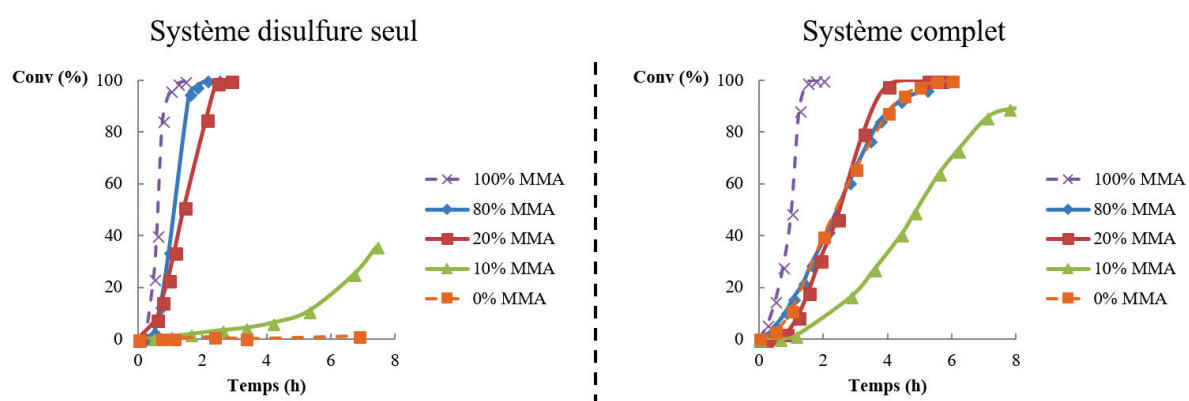 Système disulfure seul
Conv (%)
100
80
60
40
20
0
0 2 4 6 8
Temps (h)
100% MMA
80% MMA
20% MMA
10% MMA
0% MMA
Système complet
Conv (%)
100
80
60
40
20
0
0 2 4 6 8
Temps (h)
100% MMA
80% MMA
20% MMA
10% MMA
0% MMA